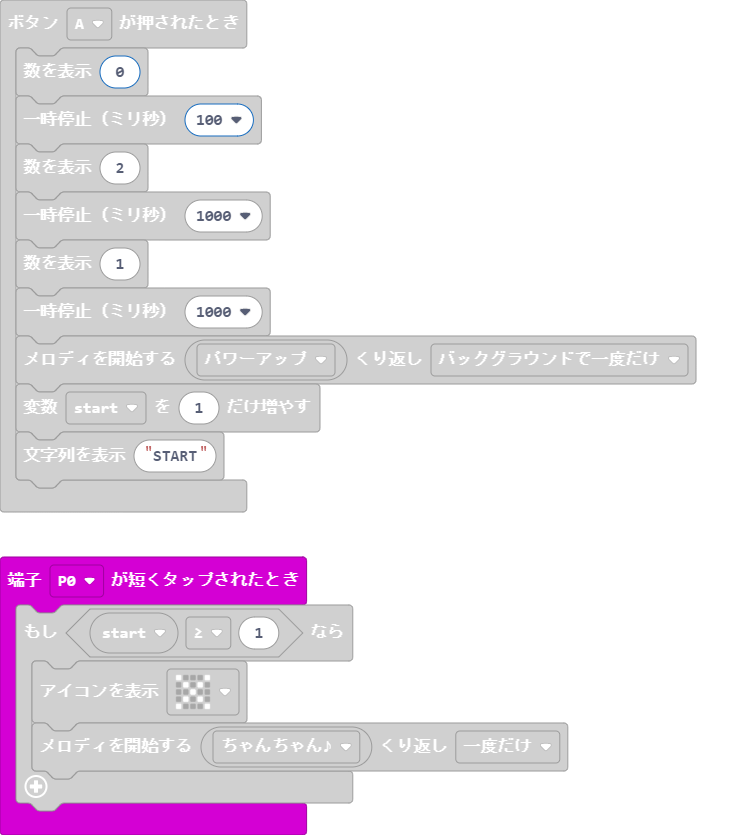 ボタン A が押されたとき
数を表示 0
一時停止（ミリ秒） 100
数を表示 2
一時停止（ミリ秒） 1000
数を表示 1
一時停止（ミリ秒） 1000
メロディを開始する パワーアップ くり返し バックグラウンドで一度だけ
変数 start を 1 だけ増やす
文字列を表示 "START"
端子 P0 が短くタップされたとき
もし start ≥ 1 なら
アイコンを表示
メロディを開始する ちゃんちゃん♪ くり返し 一度だけ